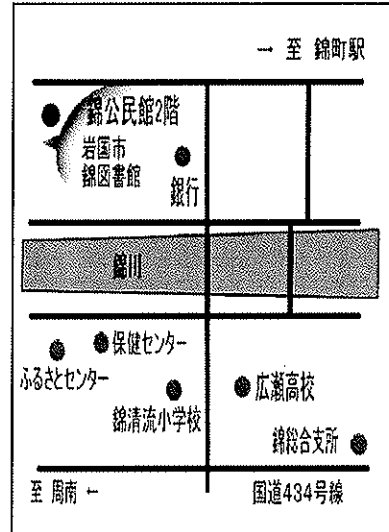 → 至 錦町駅
錦公民館2階
岩国市
錦図書館
銀行
錦川
保健センター
ふるさとセンター
錦清流小学校
広瀬高校
錦総合支所
至 周南 ←
国道434号線